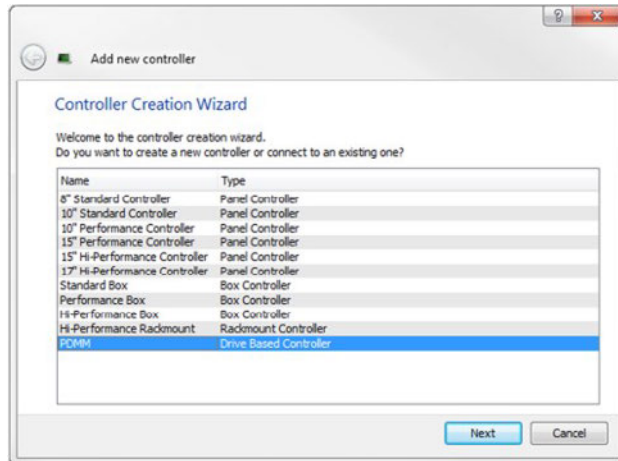 Add new controller
Controller Creation Wizard
Welcome to the controller creation wizard.
Do you want to create a new controller or connect to an existing one?
Name Type
8" Standard Controller Panel Controller
10" Standard Controller Panel Controller
10" Performance Controller Panel Controller
15" Performance Controller Panel Controller
15" Hi-Performance Controller Panel Controller
17" Hi-Performance Controller Panel Controller
Standard Box Box Controller
Performance Box Box Controller
Hi-Performance Box Box Controller
Hi-Performance Rackmount Rackmount Controller
PDMM Drive Based Controller
Next Cancel